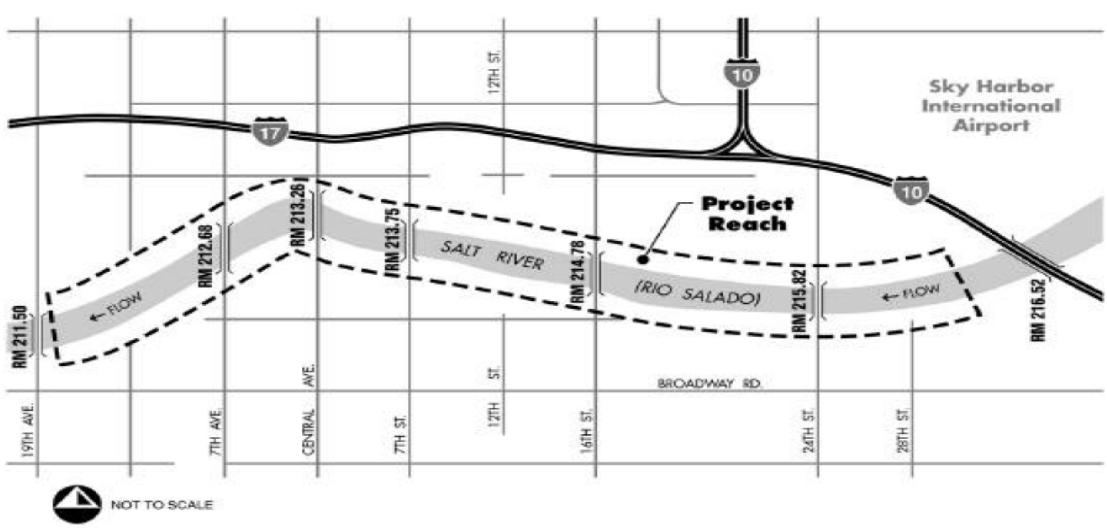 12TH ST.
10
Sky Harbor
International
Airport
17
10
Project
Reach
RM 213.26
RM 212.68
RM 213.75
SALT RIVER
RM 214.78
(RIO SALADO)
RM 215.82
←FLOW
RM 216.52
←FLOW
RM 211.50
BROADWAY RD.
19TH AVE.
7TH AVE.
CENTRAL AVE.
7TH ST.
12TH ST.
16TH ST.
24TH ST.
28TH ST.
NOT TO SCALE